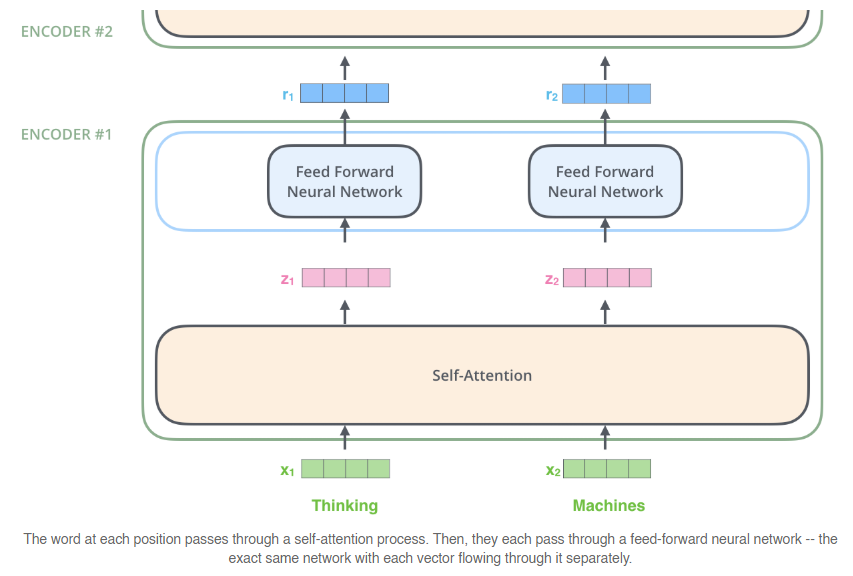 ENCODER #2
r1 r2
ENCODER #1
Feed Forward Feed Forward
Neural Network Neural Network
z1 z2
Self-Attention
x1 x2
Thinking Machines
The word at each position passes through a self-attention process. Then, they each pass through a feed-forward neural network -- the
exact same network with each vector flowing through it separately.